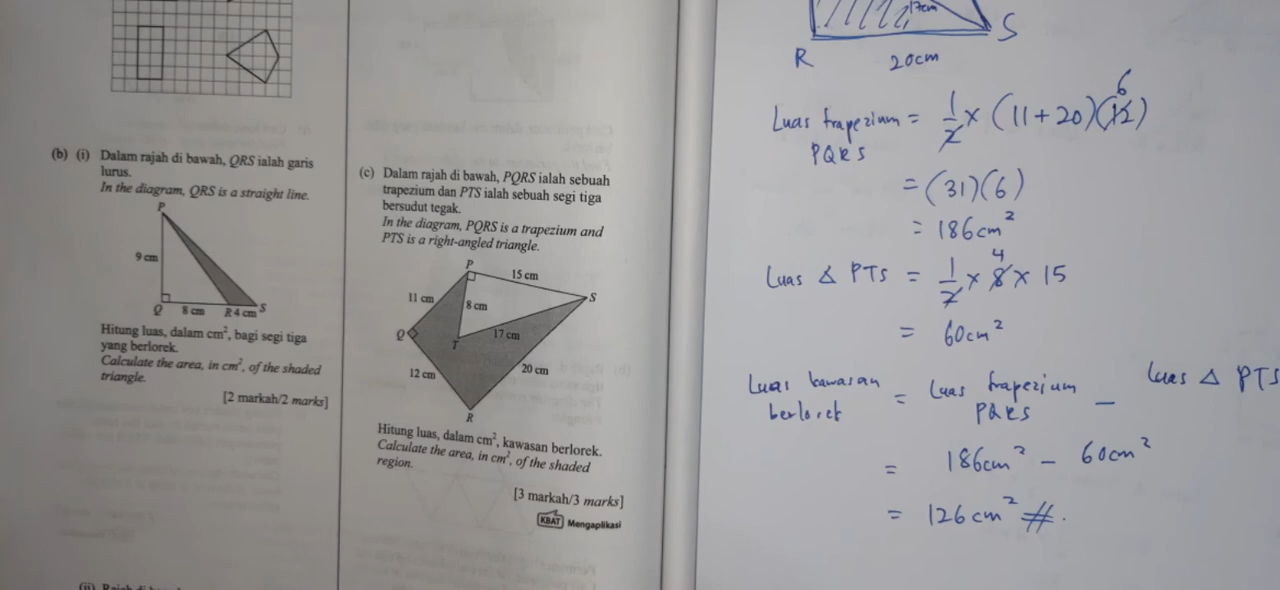 (b) (i) Dalam rajah di bawah, QRS ialah garis
lurus.
In the diagram, QRS is a straight line.
P
9 cm
Q 8 cm R 4 cm S
Hitung luas, dalam cm², bagi segi tiga
yang berlorek.
Calculate the area, in cm², of the shaded
triangle.
[2 markah/2 marks]
(c) Dalam rajah di bawah, PQRS ialah sebuah
trapezium dan PTS ialah sebuah segi tiga
bersudut tegak.
In the diagram, PQRS is a trapezium and
PTS is a right-angled triangle.
P
15 cm
11 cm
8 cm
S
Q
17 cm
T
12 cm
20 cm
R
Hitung luas, dalam cm², kawasan berlorek.
Calculate the area, in cm², of the shaded
region.
[3 markah/3 marks]
KBAT Mengaplikasi
17cm
S
R
20cm
6
Luas trapezium = 1/2 × (11+20)(12)
PQRS
= (31)(6)
= 186cm²
4
Luas △ PTS = 1/2 × 8 × 15
= 60cm²
Luas kawasan berlorek = Luas trapezium PQRS − Luas △ PTS
= 186cm² − 60cm²
= 126cm² #.